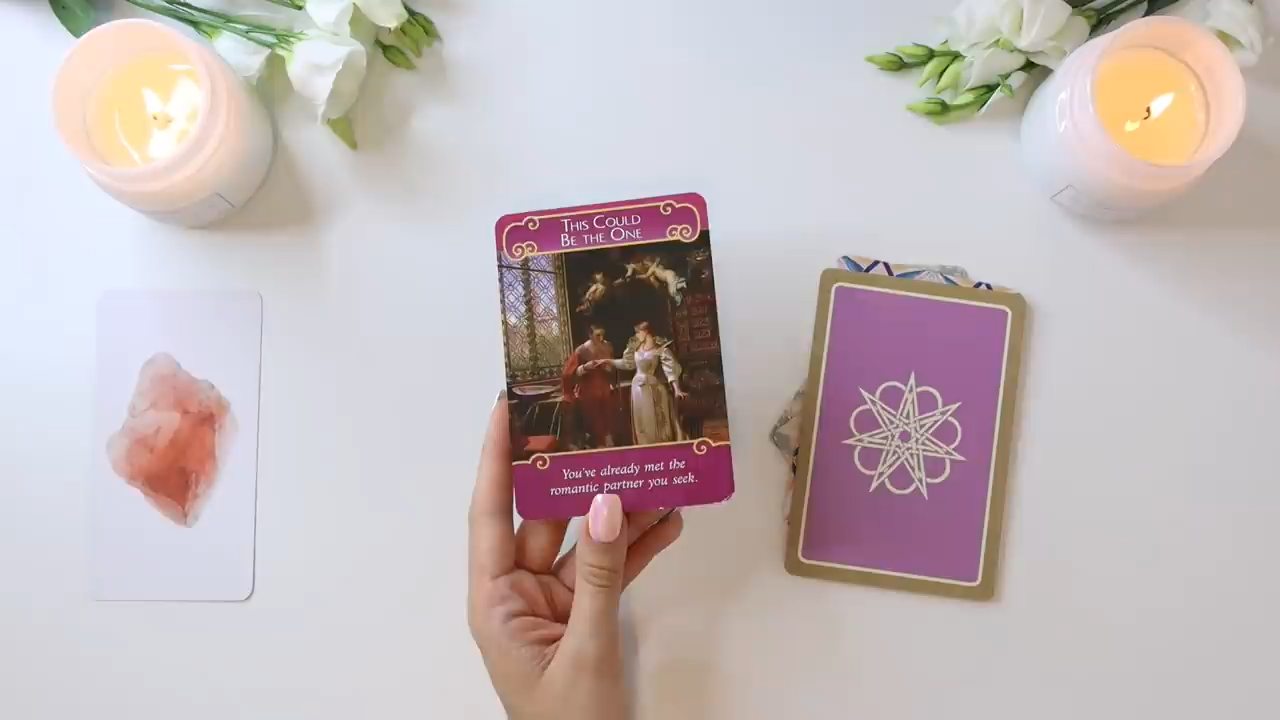 THIS COULD
BE THE ONE
You've already met the
romantic partner you seek.